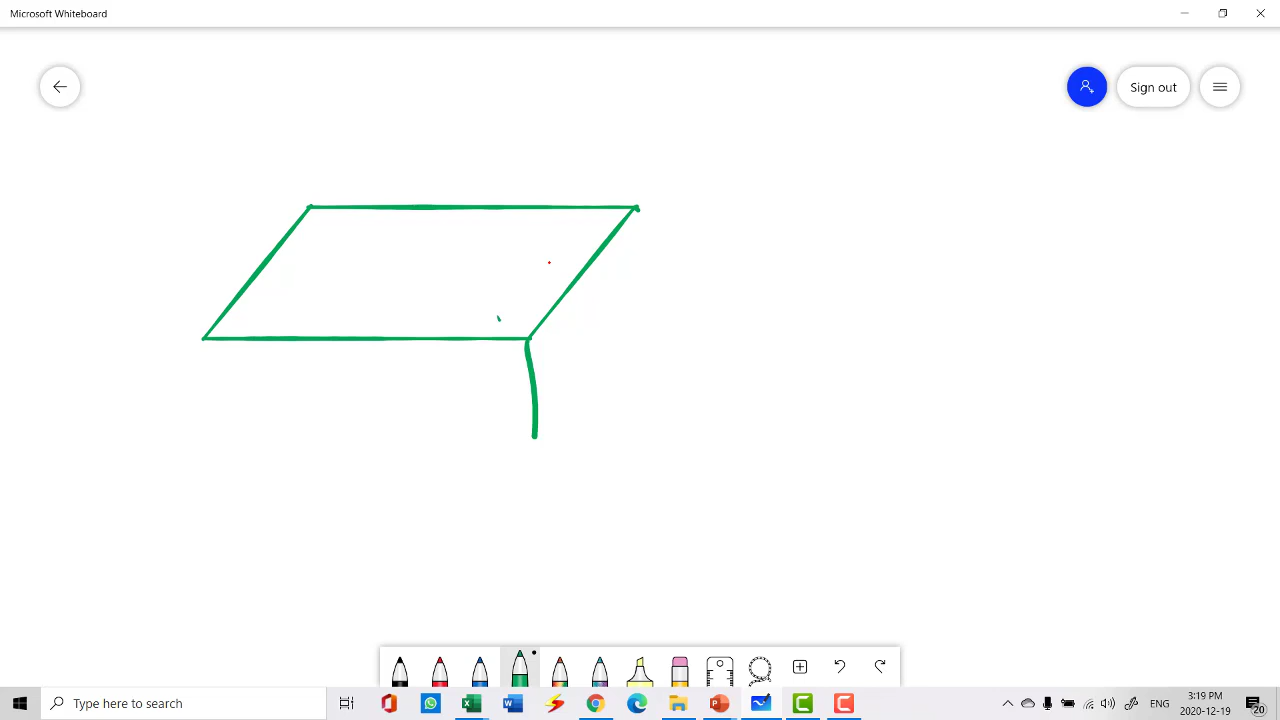 Microsoft Whiteboard
Sign out
Type here to search
ENG
3:19 PM
2020-12-19
20